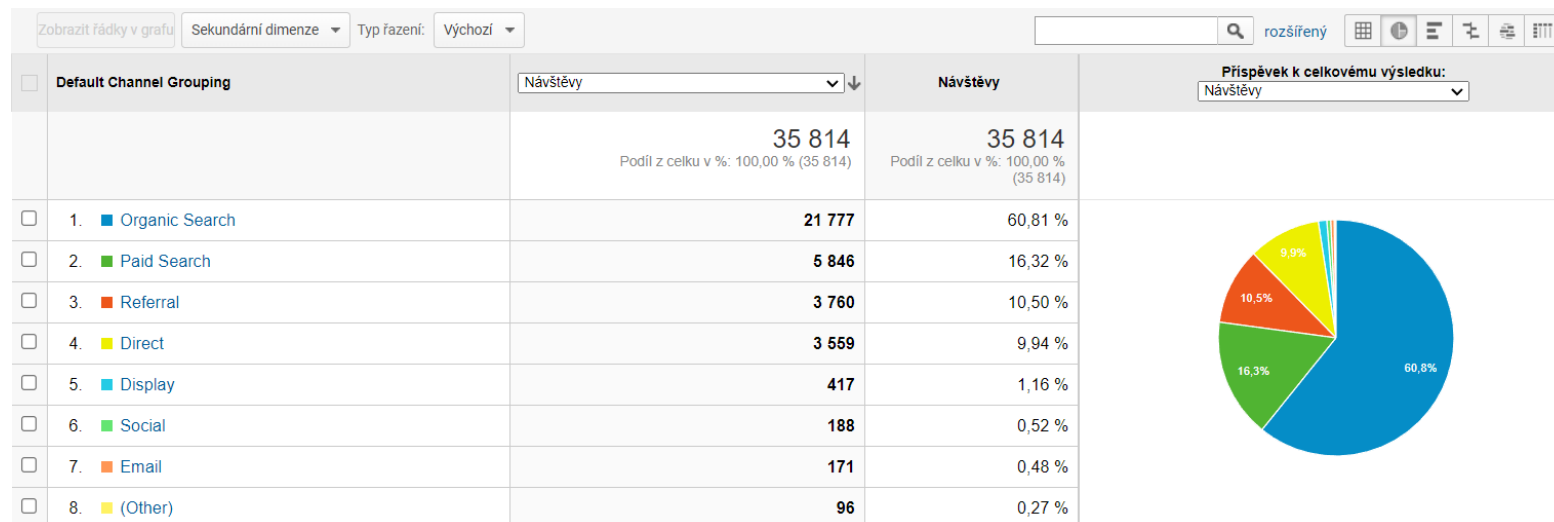 Zobrazit řádky v grafu Sekundární dimenze Typ řazení: Výchozí rozšířený
Default Channel Grouping Návštěvy Návštěvy Příspěvek k celkovému výsledku:
Návštěvy
35 814 35 814
Podíl z celku v %: 100,00 % (35 814) Podíl z celku v %: 100,00 %
(35 814)
1. Organic Search 21 777 60,81 %
2. Paid Search 5 846 16,32 %
3. Referral 3 760 10,50 %
4. Direct 3 559 9,94 %
5. Display 417 1,16 %
6. Social 188 0,52 %
7. Email 171 0,48 %
8. (Other) 96 0,27 %
9,9%
10,5%
16,3%
60,8%